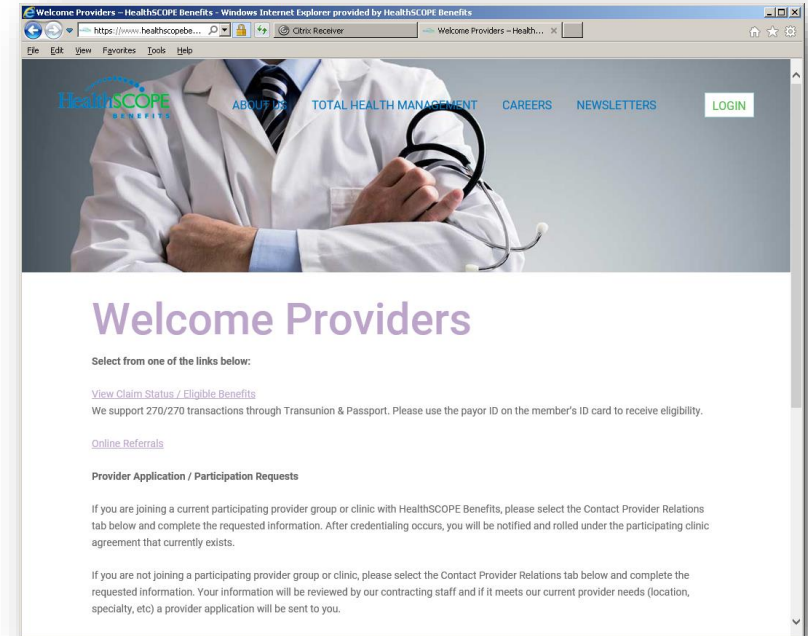 Welcome Providers – HealthSCOPE Benefits - Windows Internet Explorer provided by HealthSCOPE Benefits
https://www.healthscopebe...
Citrix Receiver
Welcome Providers – Health...
File Edit View Favorites Tools Help
HealthSCOPE
BENEFITS
ABOUT US TOTAL HEALTH MANAGEMENT CAREERS NEWSLETTERS LOGIN
Welcome Providers
Select from one of the links below:
View Claim Status / Eligible Benefits
We support 270/270 transactions through Transunion & Passport. Please use the payor ID on the member's ID card to receive eligibility.
Online Referrals
Provider Application / Participation Requests
If you are joining a current participating provider group or clinic with HealthSCOPE Benefits, please select the Contact Provider Relations
tab below and complete the requested information. After credentialing occurs, you will be notified and rolled under the participating clinic
agreement that currently exists.
If you are not joining a participating provider group or clinic, please select the Contact Provider Relations tab below and complete the
requested information. Your information will be reviewed by our contracting staff and if it meets our current provider needs (location,
specialty, etc) a provider application will be sent to you.